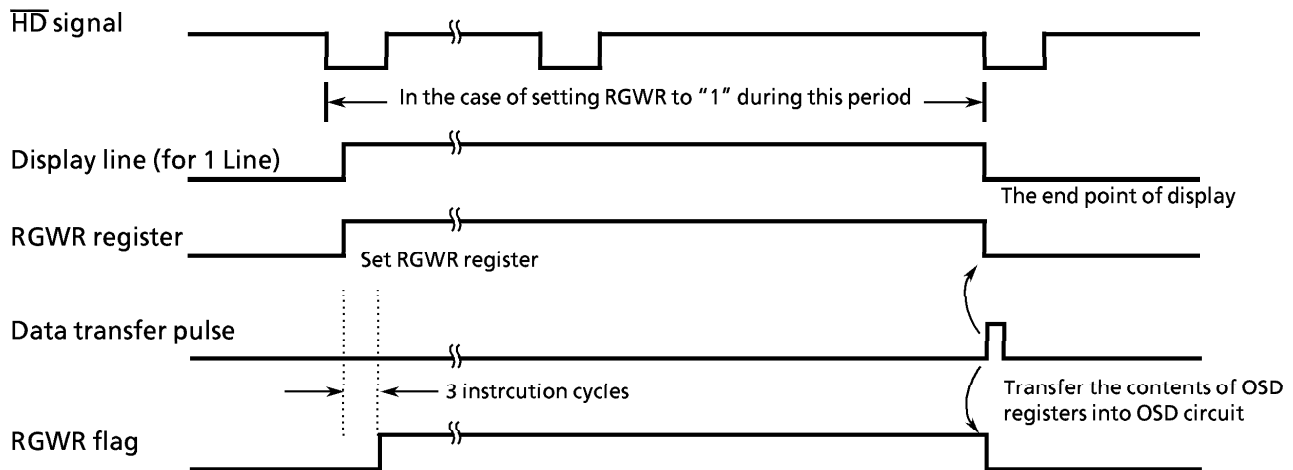 HD signal
In the case of setting RGWR to “1” during this period
Display line (for 1 Line)
The end point of display
RGWR register
Set RGWR register
Data transfer pulse
3 instrcution cycles
Transfer the contents of OSD
registers into OSD circuit
RGWR flag